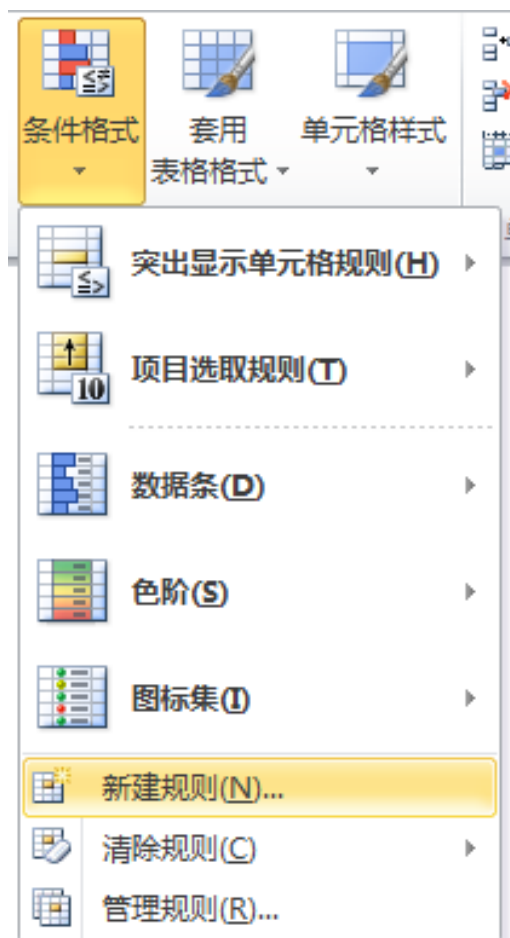 条件格式
套用
表格格式
单元格样式
突出显示单元格规则(H)
10
项目选取规则(T)
数据条(D)
色阶(S)
图标集(I)
新建规则(N)...
清除规则(C)
管理规则(R)...